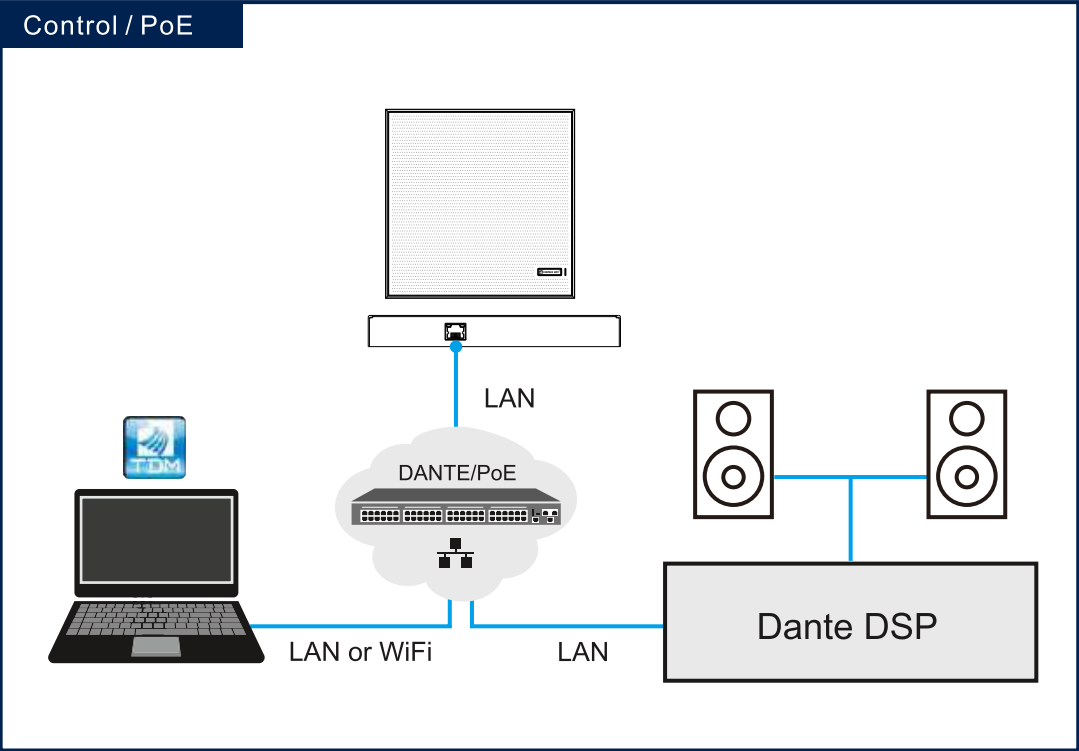 Control / PoE
LAN
TDM
DANTE/PoE
Dante DSP
LAN or WiFi
LAN